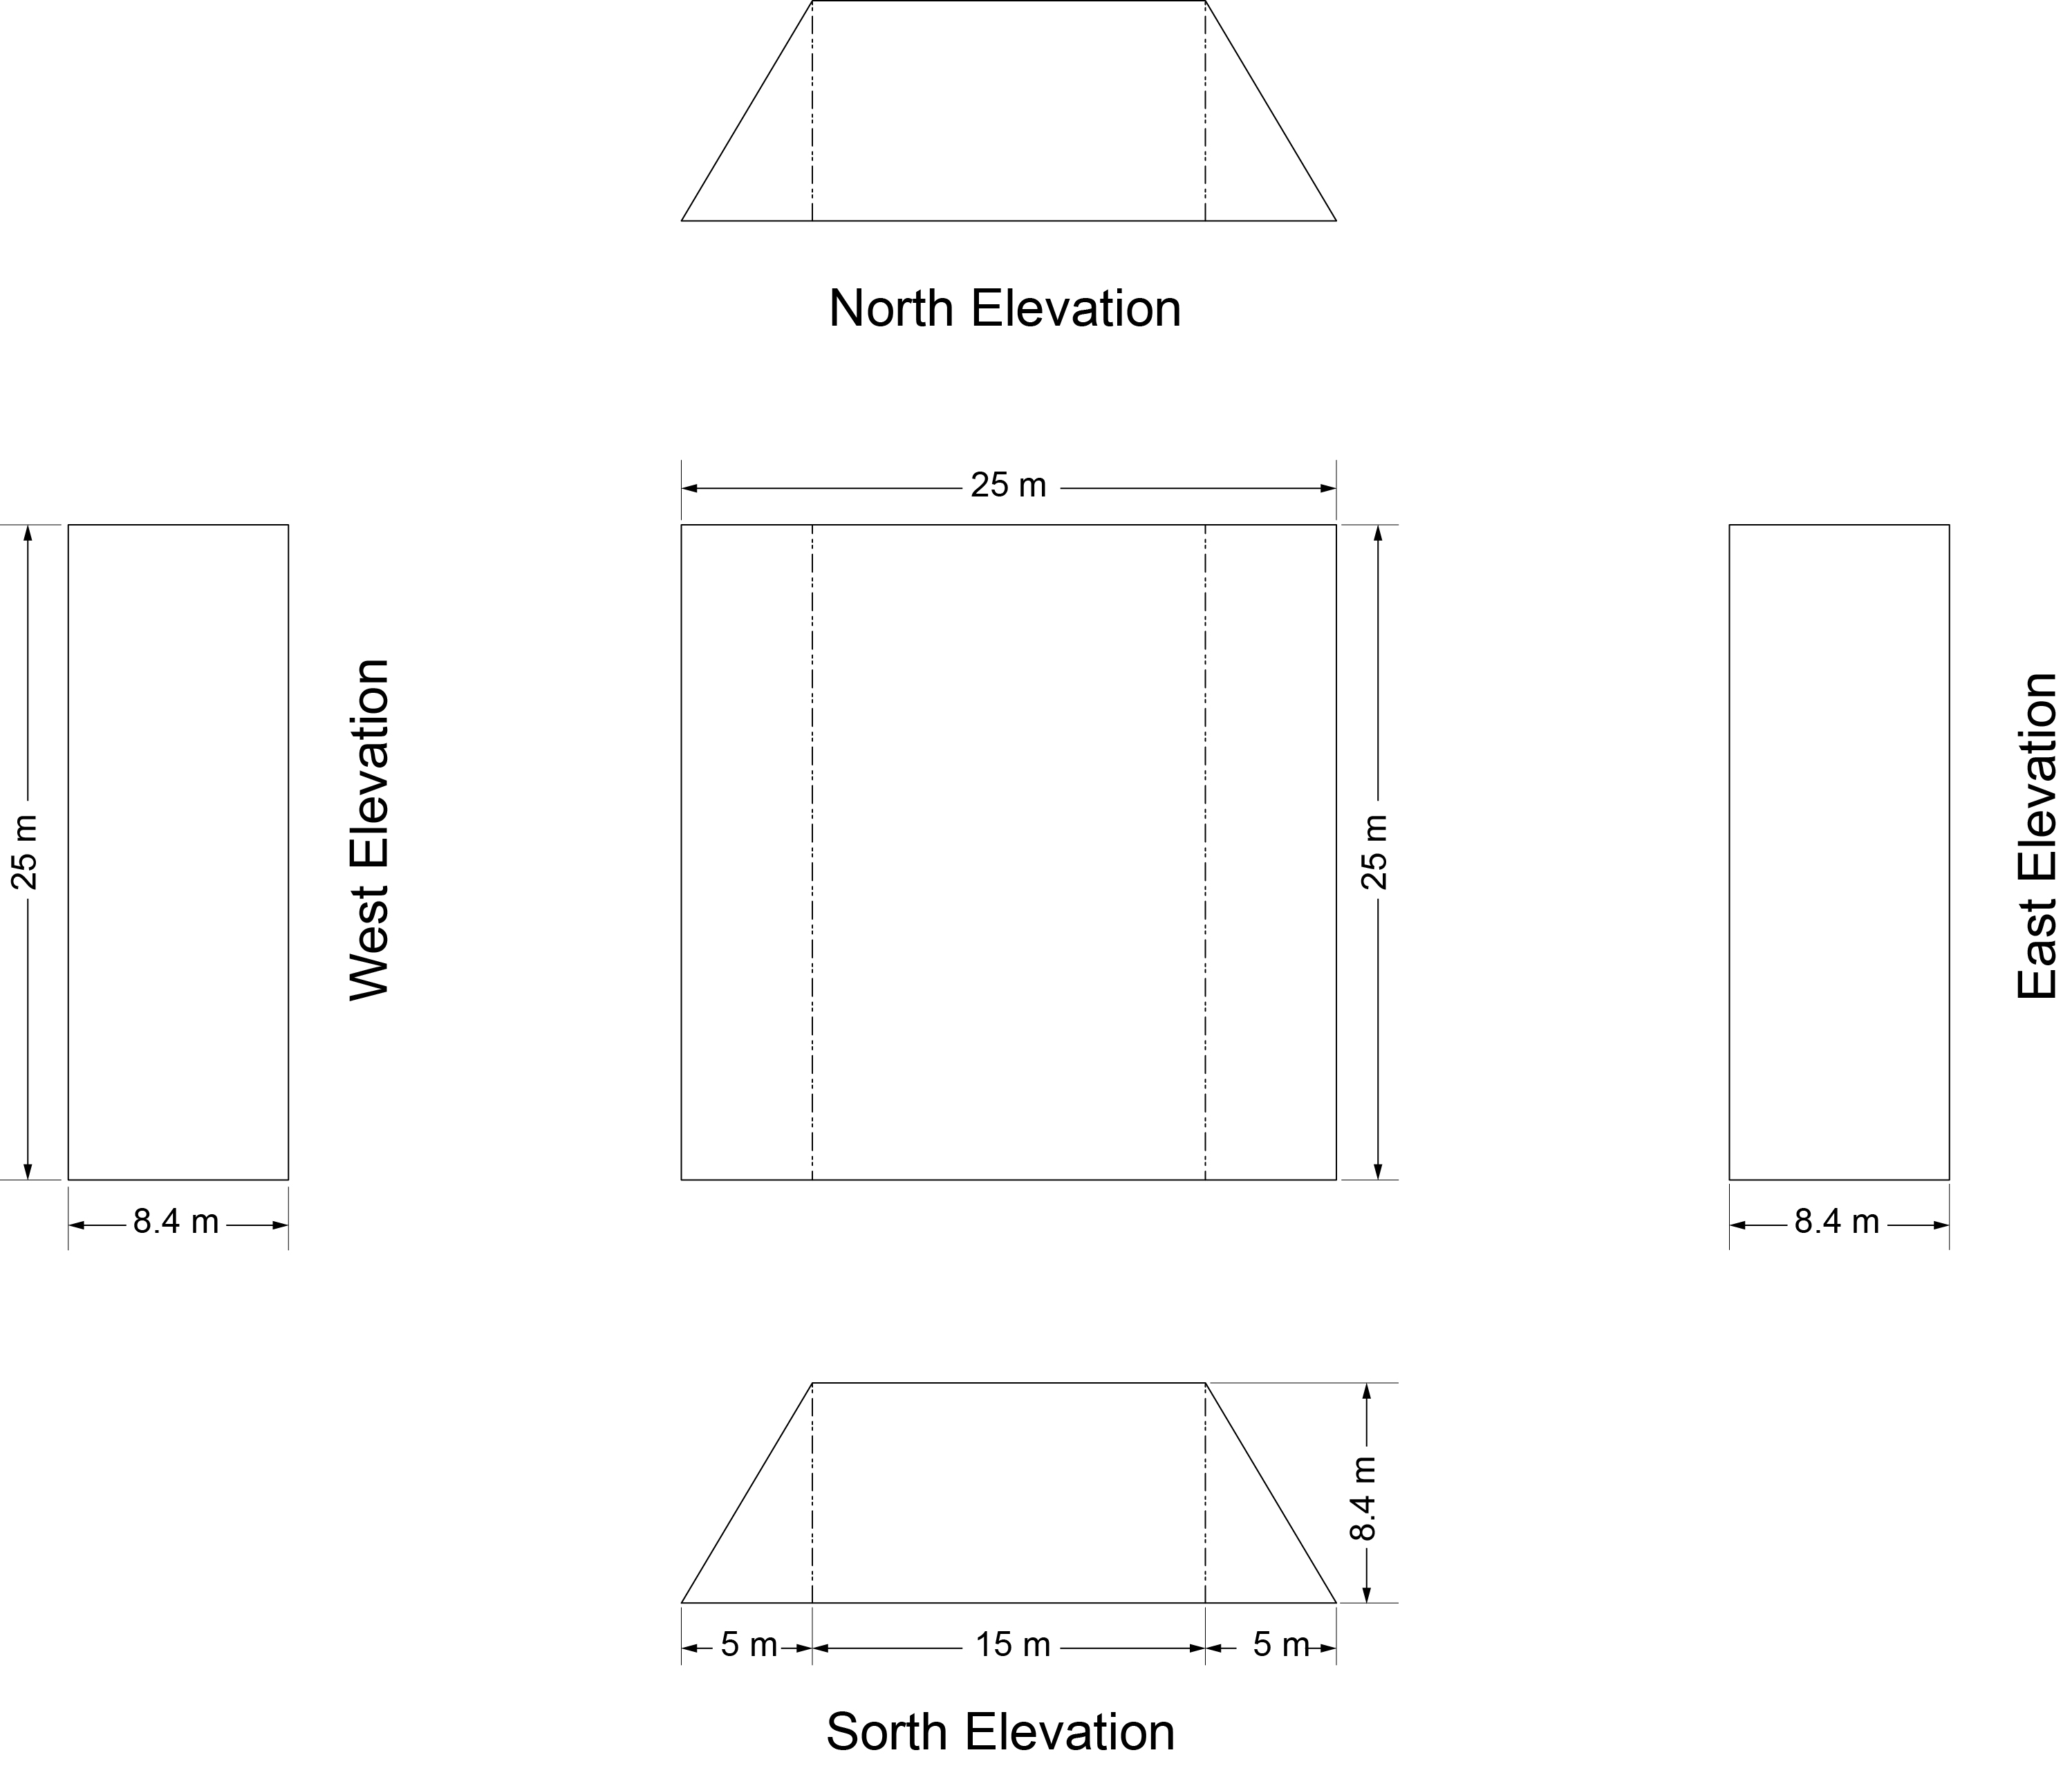 North Elevation
25 m
25 m
West Elevation
25 m
East Elevation
8.4 m
8.4 m
8.4 m
5 m
15 m
5 m
Sorth Elevation